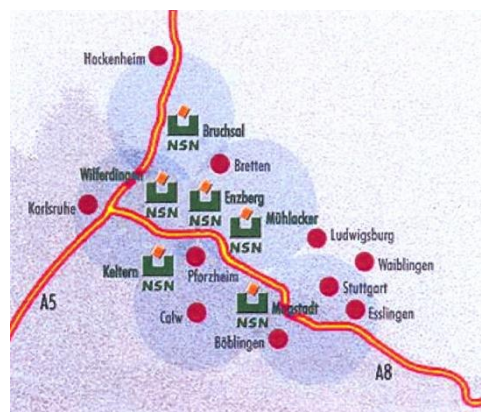 Hockenheim
Bruchsal
NSN
Bretten
Wilferdingen
NSN
Enzberg
NSN
Karlsruhe
Mühlacker
NSN
Ludwigsburg
Keltern
NSN
Pforzheim
Waiblingen
Stuttgart
A5
NSN
Calw
Esslingen
Böblingen
A8